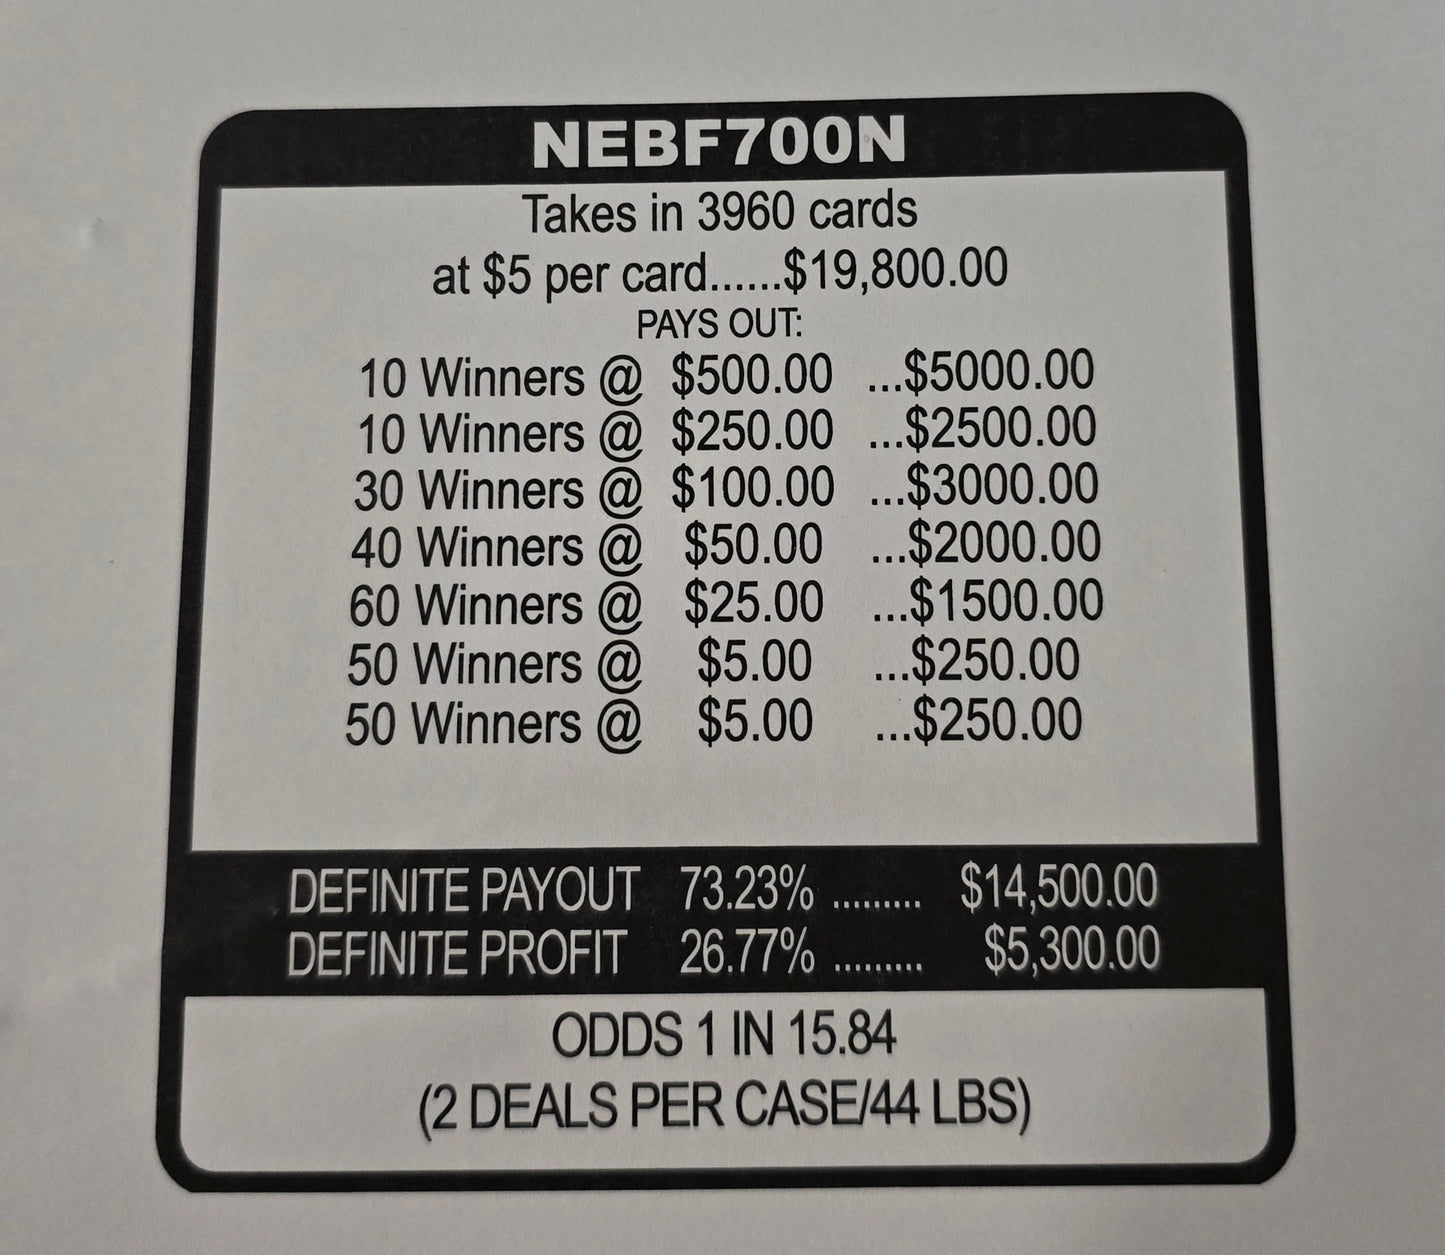 NEBF700N
Takes in 3960 cards
at $5 per card......$19,800.00
PAYS OUT:
10 Winners @ $500.00 ...$5000.00
10 Winners @ $250.00 ...$2500.00
30 Winners @ $100.00 ...$3000.00
40 Winners @ $50.00 ...$2000.00
60 Winners @ $25.00 ...$1500.00
50 Winners @ $5.00 ...$250.00
50 Winners @ $5.00 ...$250.00
DEFINITE PAYOUT 73.23% ......... $14,500.00
DEFINITE PROFIT 26.77% ......... $5,300.00
ODDS 1 IN 15.84
(2 DEALS PER CASE/44 LBS)